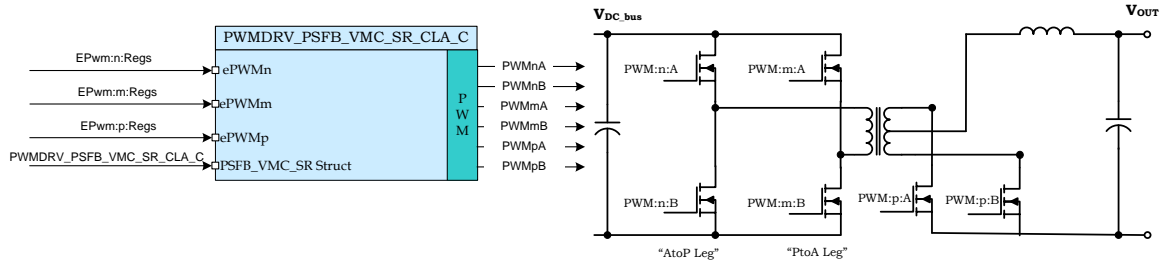 PWMDRV_PSFB_VMC_SR_CLA_C
EPwm:n:Regs
ePWMn
EPwm:m:Regs
ePWMm
EPwm:p:Regs
ePWMp
PWMDRV_PSFB_VMC_SR_CLA_C
PSFB_VMC_SR Struct
P
W
M
PWMnA
PWMnB
PWMmA
PWMmB
PWMpA
PWMpB
VDC_bus
VOUT
PWM:n:A
PWM:m:A
PWM:n:B
PWM:m:B
PWM:p:A
PWM:p:B
“AtoP Leg”
“PtoA Leg”